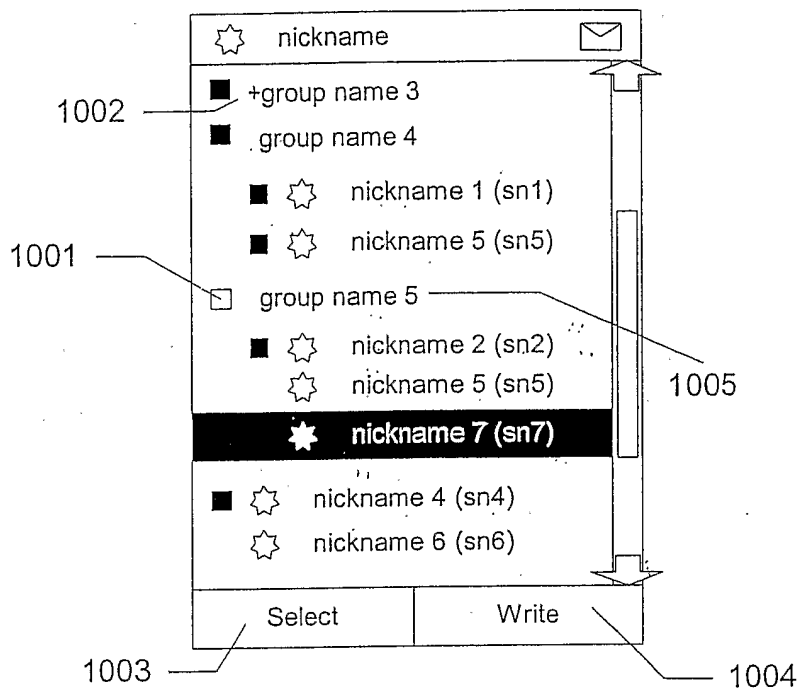 nickname
+group name 3
1002
group name 4
nickname 1 (sn1)
nickname 5 (sn5)
1001
group name 5
nickname 2 (sn2)
nickname 5 (sn5)
1005
nickname 7 (sn7)
nickname 4 (sn4)
nickname 6 (sn6)
Select Write
1003 1004